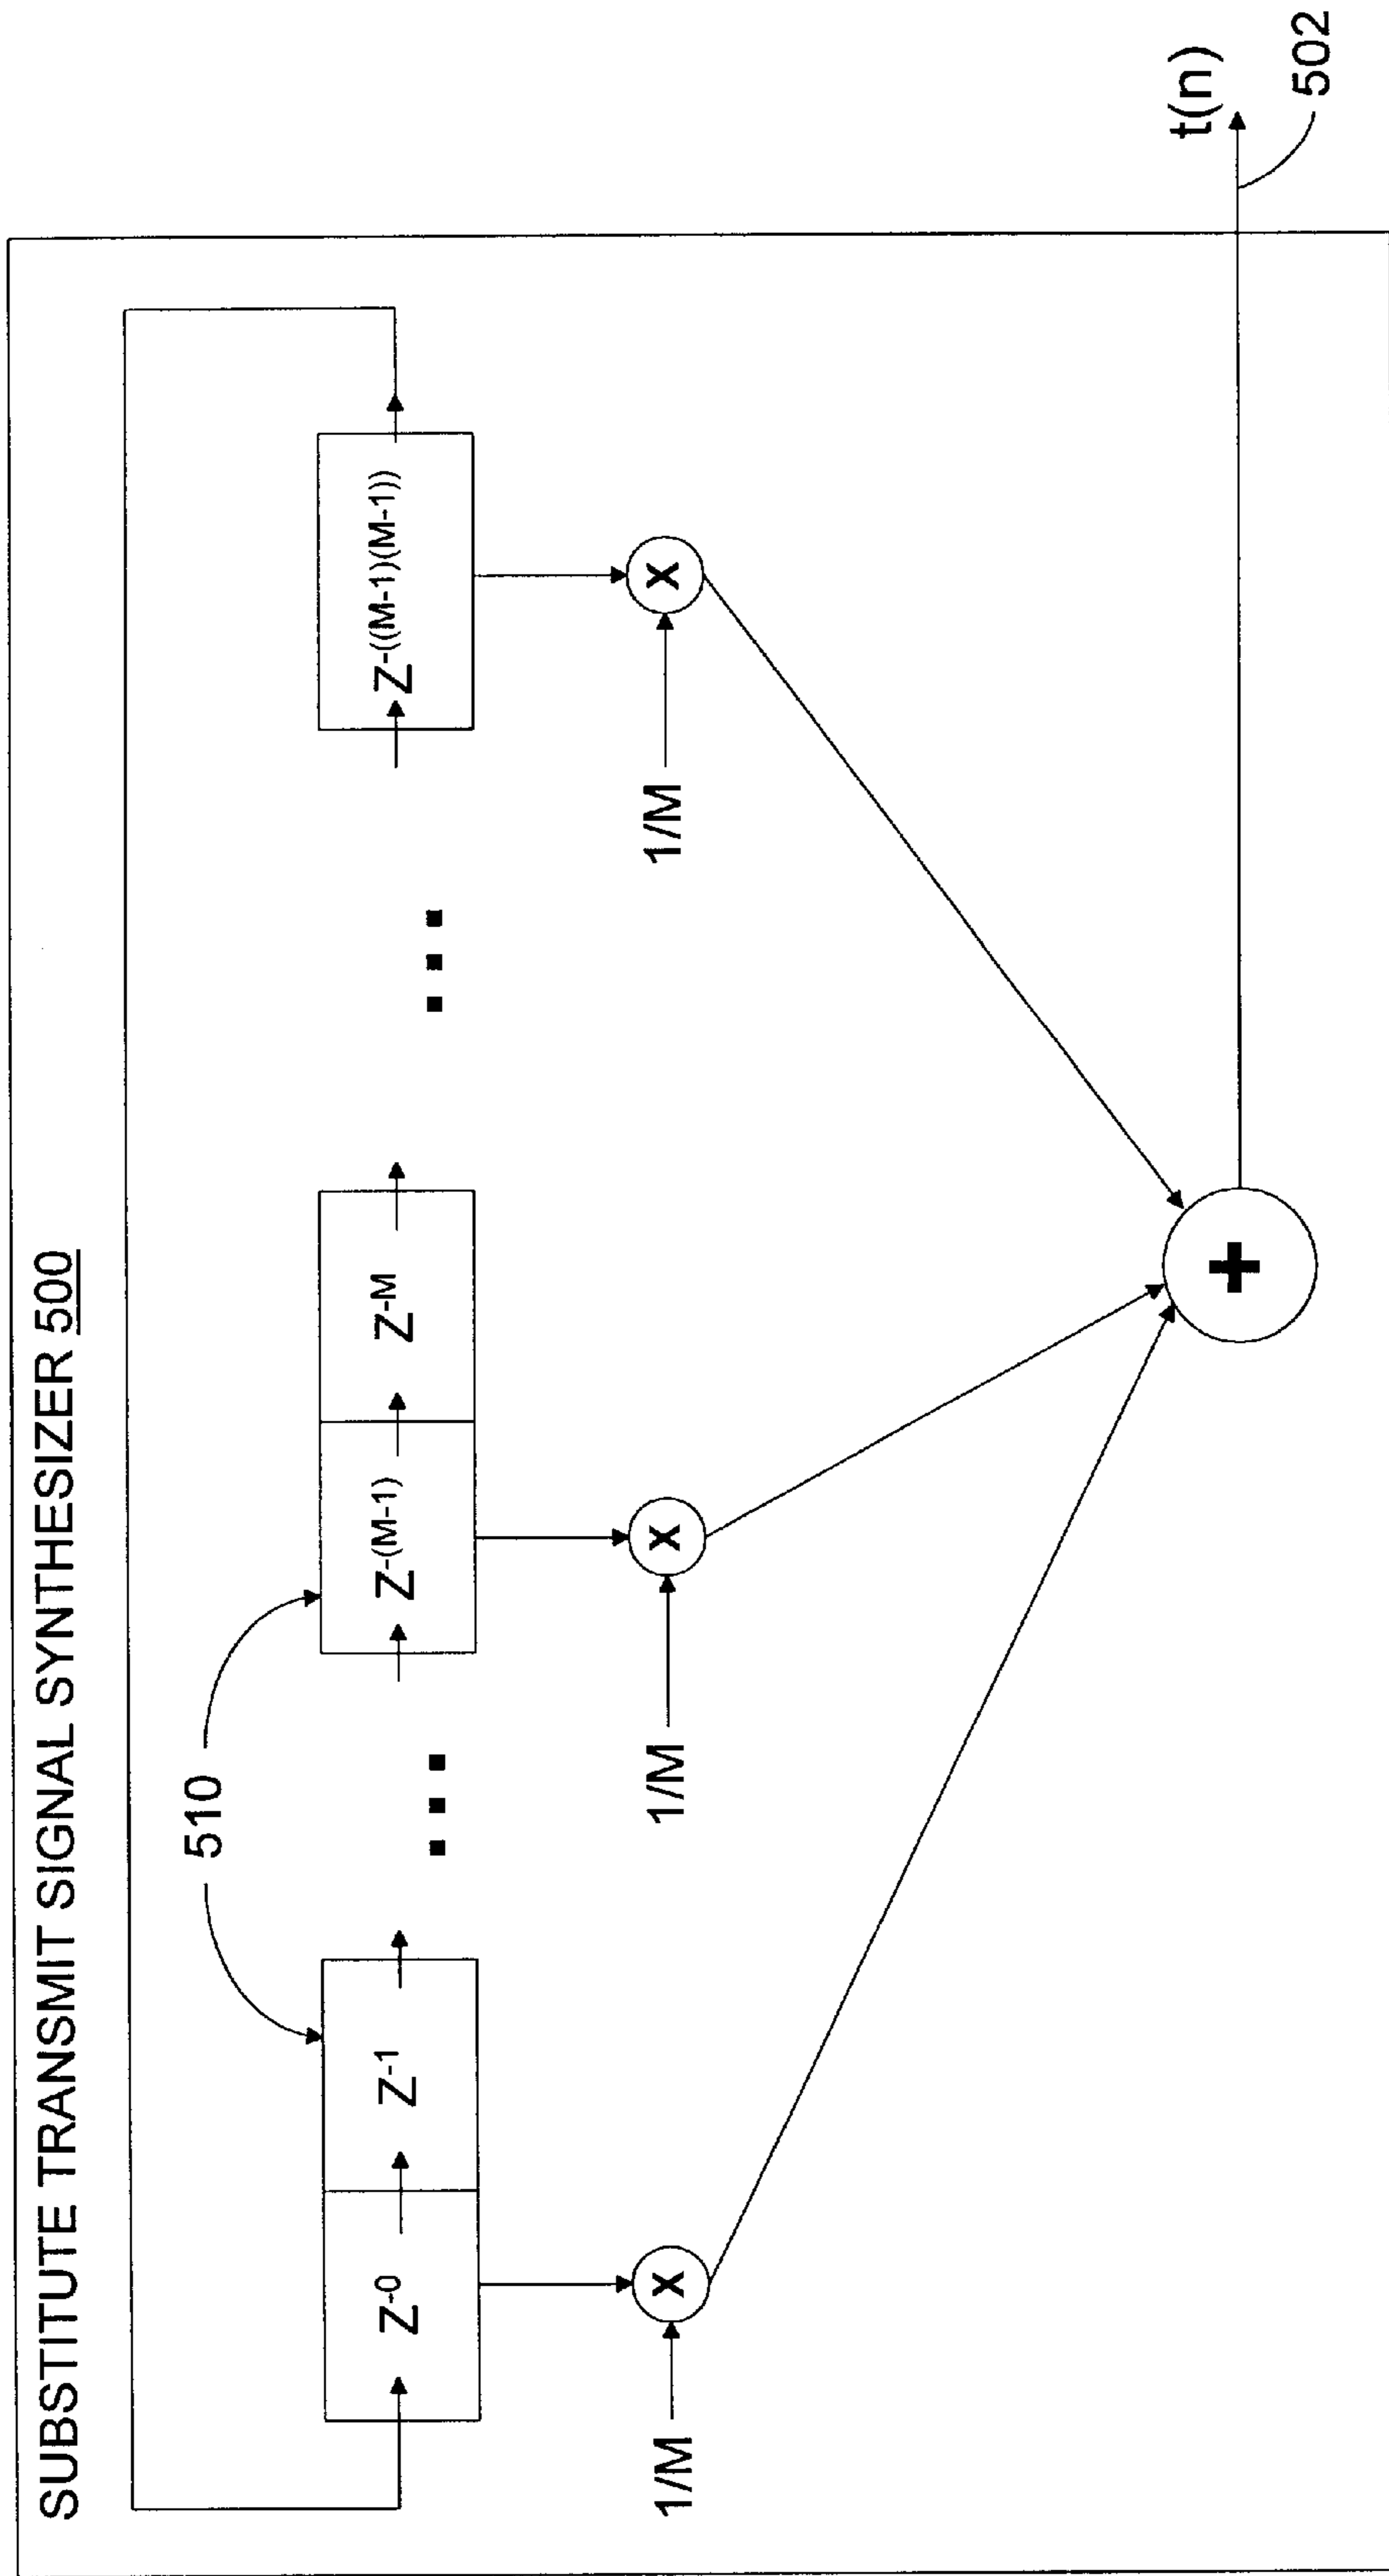 SUBSTITUTE TRANSMIT SIGNAL SYNTHESIZER 500
510
Z-0
Z-1
...
Z-(M-1)
Z-M
...
Z-((M-1)(M-1))
1/M
X
1/M
X
1/M
X
+
t(n)
502